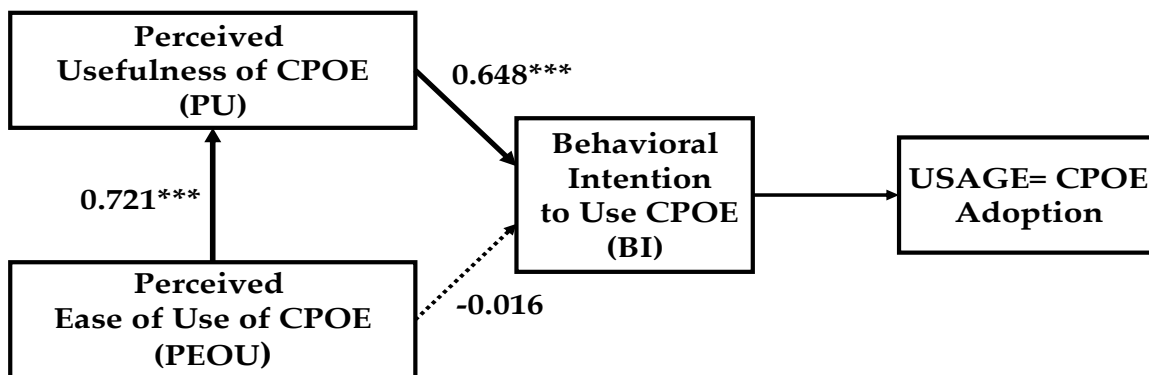 Perceived
Usefulness of CPOE
(PU)
0.648***
0.721***
Behavioral
Intention
to Use CPOE
(BI)
USAGE= CPOE
Adoption
Perceived
Ease of Use of CPOE
(PEOU)
-0.016